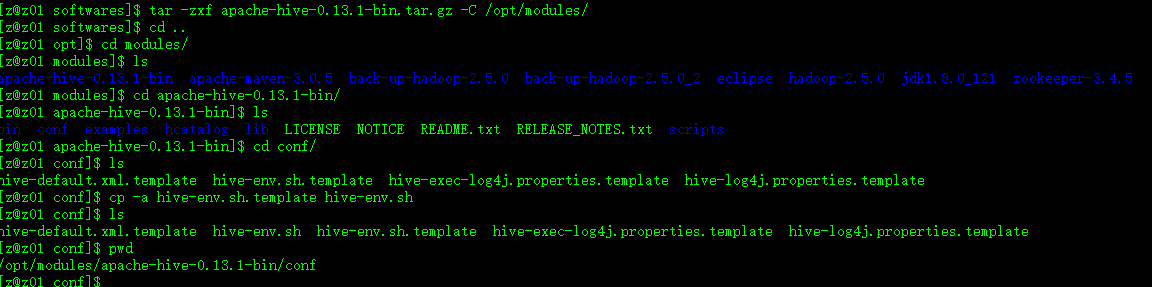 [z@z01 softwares]$ tar -zxf apache-hive-0.13.1-bin.tar.gz -C /opt/modules/
[z@z01 softwares]$ cd ..
[z@z01 opt]$ cd modules/
[z@z01 modules]$ ls
apache-hive-0.13.1-bin apache-maven-3.0.5 back-up-hadoop-2.5.0 back-up-hadoop-2.5.0_2 eclipse hadoop-2.5.0 jdk1.8.0_121 zookeeper-3.4.5
[z@z01 modules]$ cd apache-hive-0.13.1-bin/
[z@z01 apache-hive-0.13.1-bin]$ ls
bin conf examples hcatalog lib LICENSE NOTICE README.txt RELEASE_NOTES.txt scripts
[z@z01 apache-hive-0.13.1-bin]$ cd conf/
[z@z01 conf]$ ls
hive-default.xml.template hive-env.sh.template hive-exec-log4j.properties.template hive-log4j.properties.template
[z@z01 conf]$ cp -a hive-env.sh.template hive-env.sh
[z@z01 conf]$ ls
hive-default.xml.template hive-env.sh hive-env.sh.template hive-exec-log4j.properties.template hive-log4j.properties.template
[z@z01 conf]$ pwd
/opt/modules/apache-hive-0.13.1-bin/conf
[z@z01 conf]$